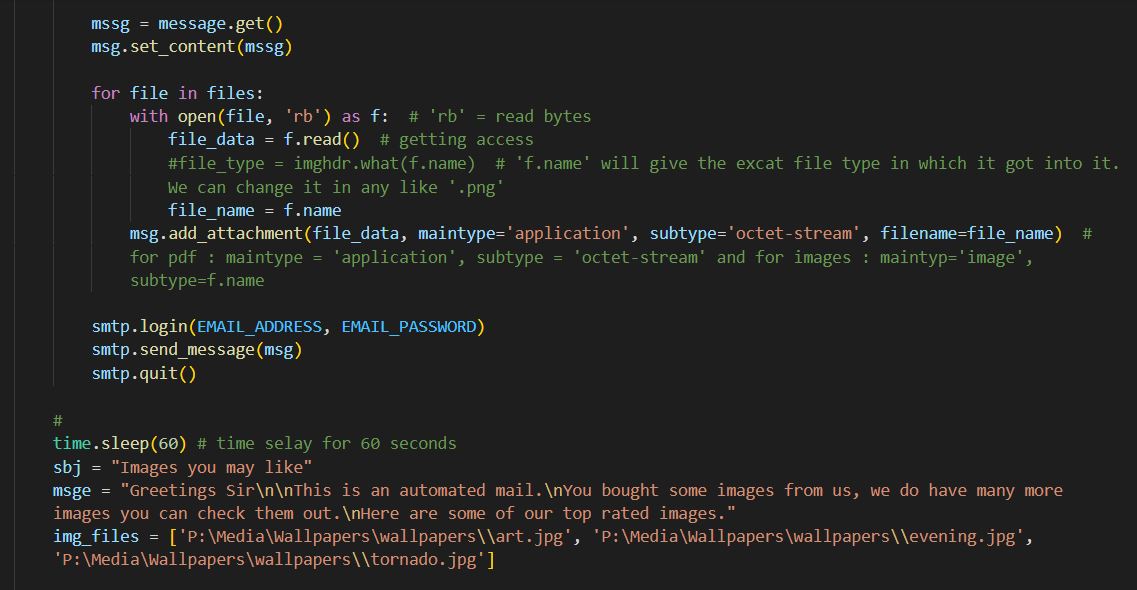 mssg = message.get()
msg.set_content(mssg)
for file in files:
with open(file, 'rb') as f:  # 'rb' = read bytes
file_data = f.read()  # getting access
#file_type = imghdr.what(f.name)  # 'f.name' will give the excat file type in which it got into it.
We can change it in any like '.png'
file_name = f.name
msg.add_attachment(file_data, maintype='application', subtype='octet-stream', filename=file_name)  #
for pdf : maintype = 'application', subtype = 'octet-stream' and for images : maintyp='image',
subtype=f.name
smtp.login(EMAIL_ADDRESS, EMAIL_PASSWORD)
smtp.send_message(msg)
smtp.quit()
#
time.sleep(60) # time selay for 60 seconds
sbj = "Images you may like"
msge = "Greetings Sir\n\nThis is an automated mail.\nYou bought some images from us, we do have many more
images you can check them out.\nHere are some of our top rated images."
img_files = ['P:\Media\Wallpapers\wallpapers\\art.jpg', 'P:\Media\Wallpapers\wallpapers\\evening.jpg',
'P:\Media\Wallpapers\wallpapers\\tornado.jpg']